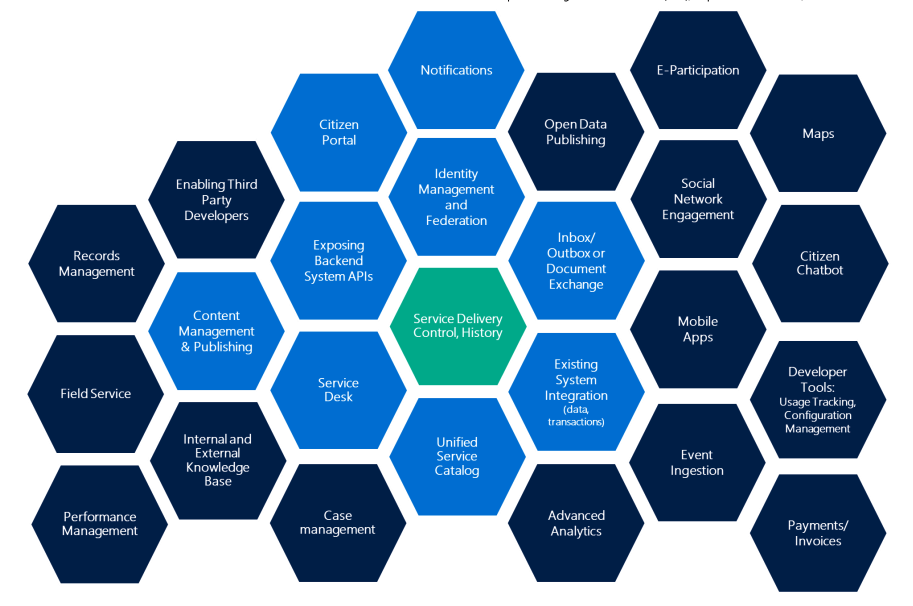 Notifications
E-Participation
Citizen
Portal
Open Data
Publishing
Maps
Enabling Third
Party
Developers
Identity
Management
and
Federation
Social
Network
Engagement
Records
Management
Exposing
Backend
System APIs
Inbox/
Outbox or
Document
Exchange
Citizen
Chatbot
Content
Management
& Publishing
Service Delivery
Control, History
Mobile
Apps
Field Service
Service
Desk
Existing
System
Integration
(data,
transactions)
Developer
Tools:
Usage Tracking,
Configuration
Management
Internal and
External
Knowledge
Base
Unified
Service
Catalog
Event
Ingestion
Performance
Management
Case
management
Advanced
Analytics
Payments/
Invoices